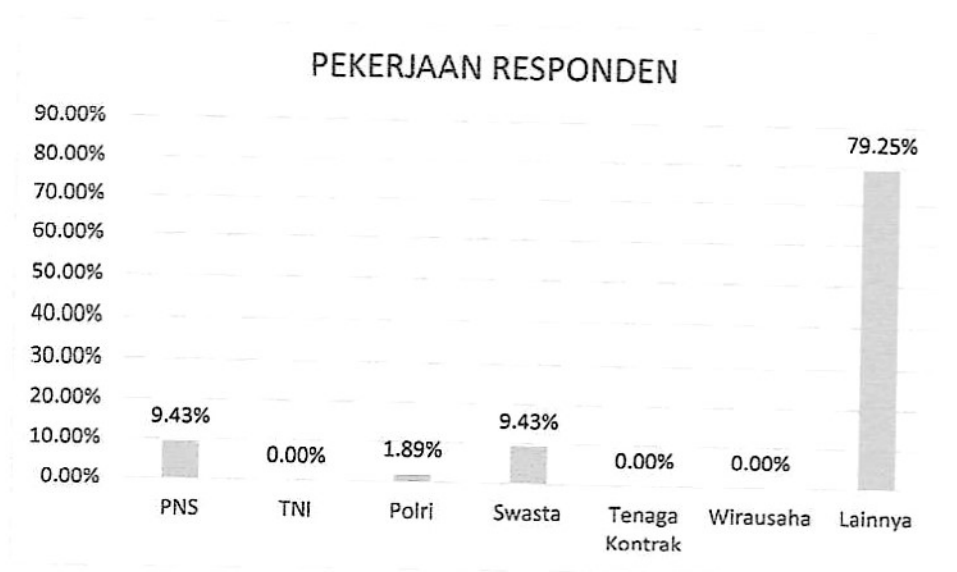 PEKERJAAN RESPONDEN
90.00%
80.00%
70.00%
60.00%
50.00%
40.00%
30.00%
20.00%
10.00%
0.00%
9.43%
0.00%
1.89%
9.43%
0.00%
0.00%
79.25%
PNS
TNI
Polri
Swasta
Tenaga
Kontrak
Wirausaha
Lainnya